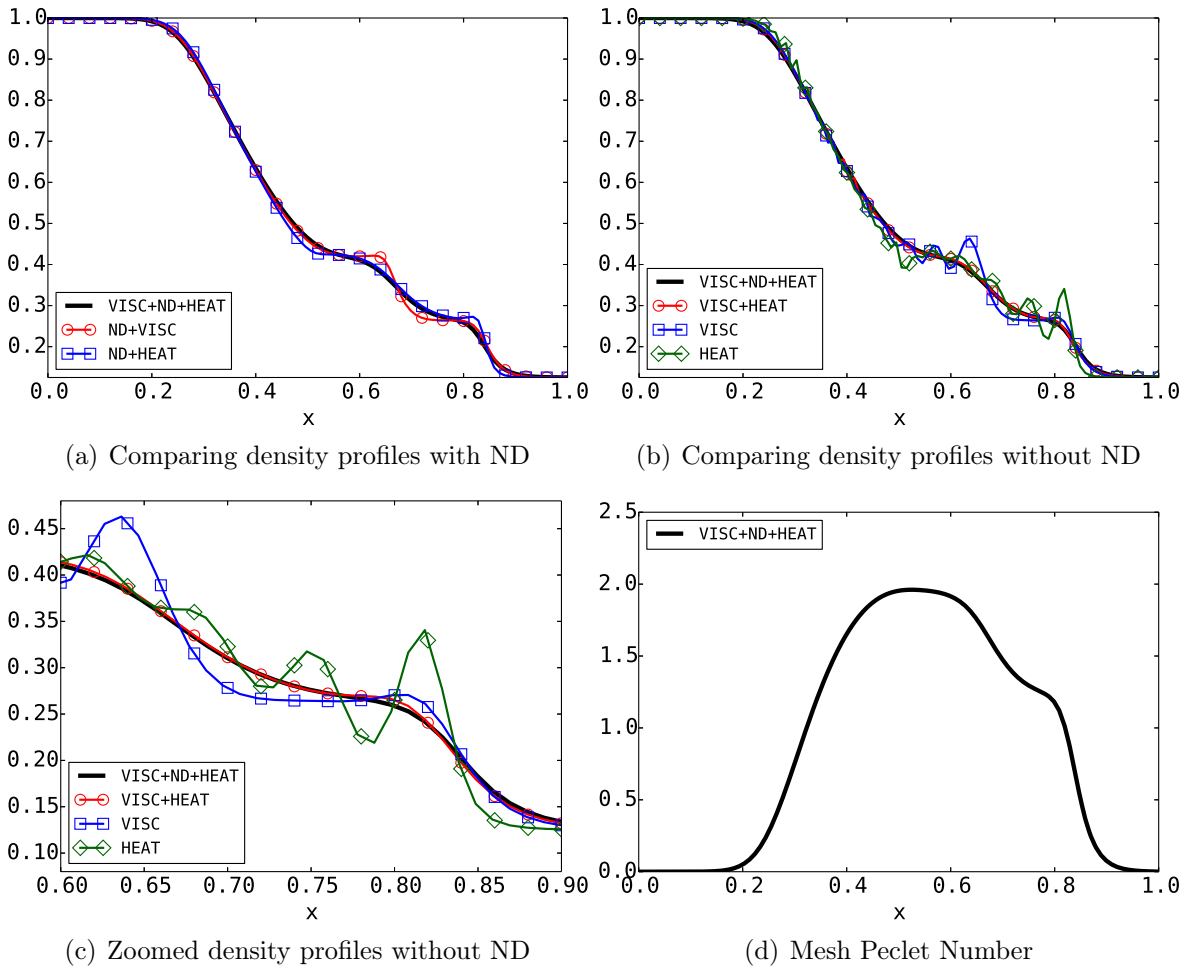 1.0
0.9
0.8
0.7
0.6
0.5
0.4
0.3
0.2
VISC+ND+HEAT
ND+VISC
ND+HEAT
0.0 0.2 0.4 0.6 0.8 1.0
x
(a) Comparing density profiles with ND
1.0
0.9
0.8
0.7
0.6
0.5
0.4
0.3
0.2
VISC+ND+HEAT
VISC+HEAT
VISC
HEAT
0.0 0.2 0.4 0.6 0.8 1.0
x
(b) Comparing density profiles without ND
0.45
0.40
0.35
0.30
0.25
0.20
0.15
0.10
VISC+ND+HEAT
VISC+HEAT
VISC
HEAT
0.60 0.65 0.70 0.75 0.80 0.85 0.90
x
(c) Zoomed density profiles without ND
2.5
2.0
1.5
1.0
0.5
0.0
VISC+ND+HEAT
0.0 0.2 0.4 0.6 0.8 1.0
x
(d) Mesh Peclet Number